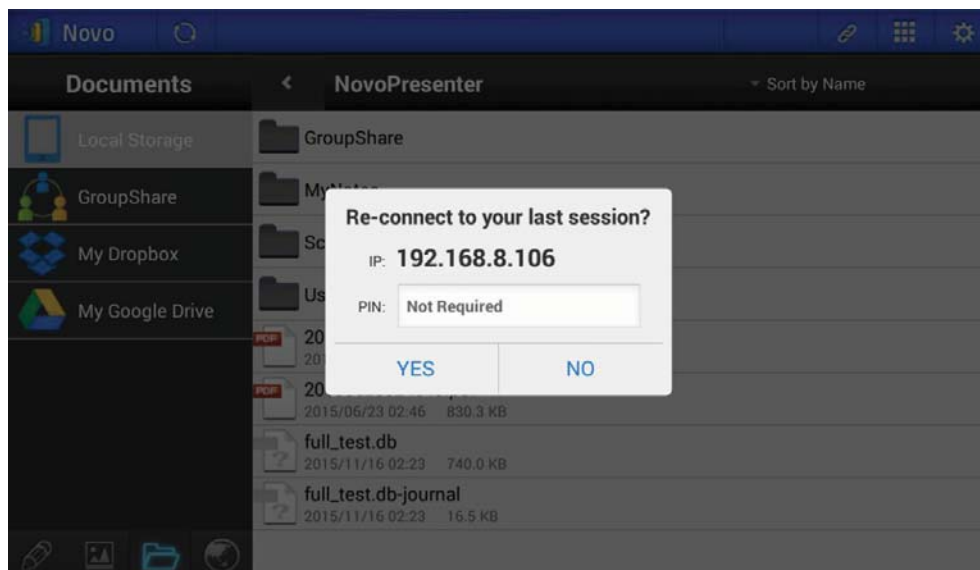 Novo
Documents
NovoPresenter
Sort by Name
Local Storage
GroupShare
My Dropbox
My Google Drive
GroupShare
Re-connect to your last session?
IP: 192.168.8.106
PIN: Not Required
YES NO
PDF
PDF
2015/06/23 02:46 830.3 KB
full_test.db
2015/11/16 02:23 740.0 KB
full_test.db-journal
2015/11/16 02:23 16.5 KB